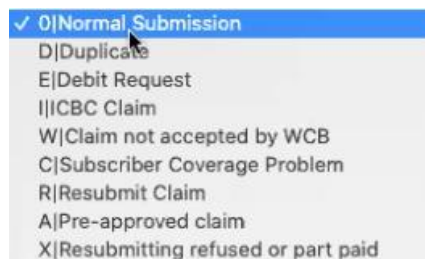 ✓ 0|Normal Submission
D|Duplicate
E|Debit Request
I|ICBC Claim
W|Claim not accepted by WCB
C|Subscriber Coverage Problem
R|Resubmit Claim
A|Pre-approved claim
X|Resubmitting refused or part paid